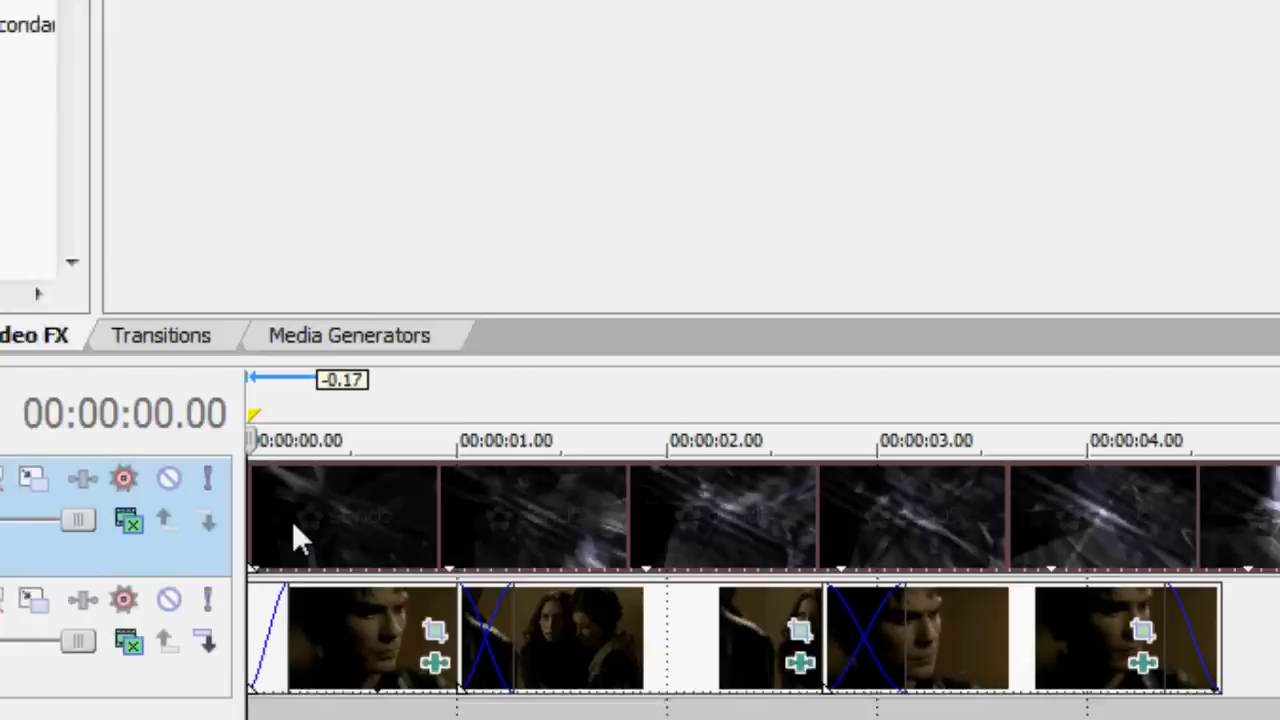 condar
deo FX
Transitions
Media Generators
-0.17
00:00:00.00
0:00:00.00
00:00:01.00
00:00:02.00
00:00:03.00
00:00:04.00